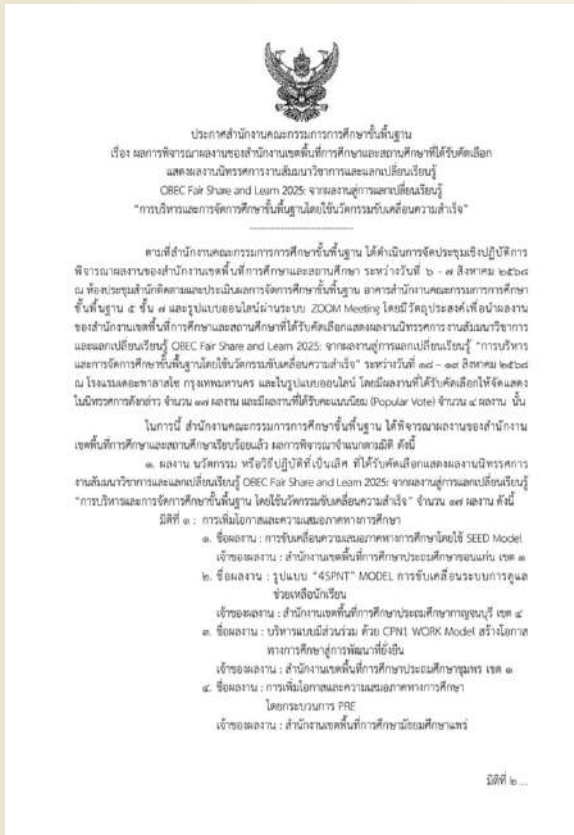 ประกาศสำนักงานคณะกรรมการการศึกษาขั้นพื้นฐาน
เรื่อง ผลการพิจารณาผลงานของสำนักงานเขตพื้นที่การศึกษาและสถานศึกษาที่ได้รับคัดเลือก
แสดงผลงานนิทรรศการงานสัมมนาวิชาการและแลกเปลี่ยนเรียนรู้
OBEC Fair Share and Learn 2025: จากผลงานสู่การแลกเปลี่ยนเรียนรู้
“การบริหารและการจัดการศึกษาขั้นพื้นฐานโดยใช้นวัตกรรมขับเคลื่อนความสำเร็จ”
ตามที่สำนักงานคณะกรรมการการศึกษาขั้นพื้นฐาน ได้ดำเนินการจัดประชุมเชิงปฏิบัติการ
พิจารณาผลงานของสำนักงานเขตพื้นที่การศึกษาและสถานศึกษา ระหว่างวันที่ ๖ - ๗ สิงหาคม ๒๕๖๘
ณ ห้องประชุมสำนักติดตามและประเมินผลการจัดการศึกษาขั้นพื้นฐาน อาคารสำนักงานคณะกรรมการการศึกษา
ขั้นพื้นฐาน ๕ ชั้น ๗ และรูปแบบออนไลน์ผ่านระบบ ZOOM Meeting โดยมีวัตถุประสงค์เพื่อนำผลงาน
ของสำนักงานเขตพื้นที่การศึกษาและสถานศึกษาที่ได้รับคัดเลือกแสดงผลงานนิทรรศการงานสัมมนาวิชาการ
และแลกเปลี่ยนเรียนรู้ OBEC Fair Share and Learn 2025: จากผลงานสู่การแลกเปลี่ยนเรียนรู้ “การบริหาร
และการจัดการศึกษาขั้นพื้นฐานโดยใช้นวัตกรรมขับเคลื่อนความสำเร็จ” ระหว่างวันที่ ๑๘ – ๑๙ สิงหาคม ๒๕๖๘
ณ โรงแรมเดอะพาลาสโซ กรุงเทพมหานคร และในรูปแบบออนไลน์ โดยมีผลงานที่ได้รับคัดเลือกให้จัดแสดง
ในนิทรรศการดังกล่าว จำนวน ๑๗ ผลงาน และมีผลงานที่ได้รับคะแนนนิยม (Popular Vote) จำนวน ๔ ผลงาน นั้น
ในการนี้ สำนักงานคณะกรรมการการศึกษาขั้นพื้นฐาน ได้พิจารณาผลงานของสำนักงาน
เขตพื้นที่การศึกษาและสถานศึกษาเรียบร้อยแล้ว ผลการพิจารณาจำแนกตามมิติ ดังนี้
๑. ผลงาน นวัตกรรม หรือวิธีปฏิบัติที่เป็นเลิศ ที่ได้รับคัดเลือกแสดงผลงานนิทรรศการ
งานสัมมนาวิชาการและแลกเปลี่ยนเรียนรู้ OBEC Fair Share and Learn 2025: จากผลงานสู่การแลกเปลี่ยนเรียนรู้
“การบริหารและการจัดการศึกษาขั้นพื้นฐาน โดยใช้นวัตกรรมขับเคลื่อนความสำเร็จ” จำนวน ๑๗ ผลงาน ดังนี้
มิติที่ ๑ : การเพิ่มโอกาสและความเสมอภาคทางการศึกษา
๑. ชื่อผลงาน : การขับเคลื่อนความเสมอภาคทางการศึกษาโดยใช้ SEED Model
เจ้าของผลงาน : สำนักงานเขตพื้นที่การศึกษาประถมศึกษาขอนแก่น เขต ๑
๒. ชื่อผลงาน : รูปแบบ “4SPNT” MODEL การขับเคลื่อนระบบการดูแล
ช่วยเหลือนักเรียน
เจ้าของผลงาน : สำนักงานเขตพื้นที่การศึกษาประถมศึกษากาญจนบุรี เขต ๔
๓. ชื่อผลงาน : บริหารแบบมีส่วนร่วม ด้วย CPN1 WORK Model สร้างโอกาส
ทางการศึกษาสู่การพัฒนาที่ยั่งยืน
เจ้าของผลงาน : สำนักงานเขตพื้นที่การศึกษาประถมศึกษาชุมพร เขต ๑
๔. ชื่อผลงาน : การเพิ่มโอกาสและความเสมอภาคทางการศึกษา
โดยกระบวนการ PRE
เจ้าของผลงาน : สำนักงานเขตพื้นที่การศึกษามัธยมศึกษาแพร่
มิติที่ ๒ ...